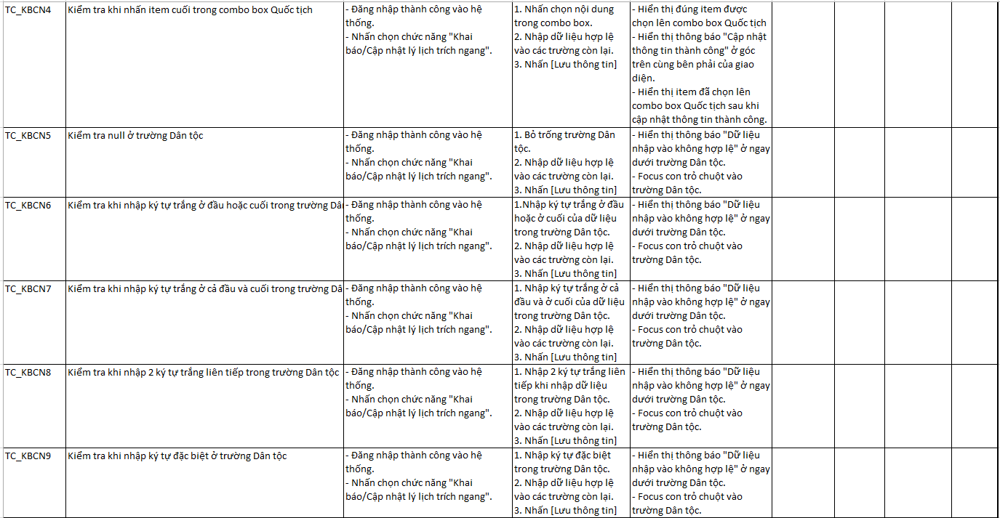 TC_KBCN4
Kiểm tra khi nhấn item cuối trong combo box Quốc tịch
- Đăng nhập thành công vào hệ
thống.
- Nhấn chọn chức năng "Khai
báo/Cập nhật lý lịch trích ngang".
1. Nhấn chọn nội dung
trong combo box.
2. Nhập dữ liệu hợp lệ
vào các trường còn lại.
3. Nhấn [Lưu thông tin]
- Hiển thị đúng item được
chọn lên combo box Quốc tịch
- Hiển thị thông báo "Cập nhật
thông tin thành công" ở góc
trên cùng bên phải của giao
diện.
- Hiển thị item đã chọn lên
combo box Quốc tịch sau khi
cập nhật thông tin thành công.
TC_KBCN5
Kiểm tra null ở trường Dân tộc
- Đăng nhập thành công vào hệ
thống.
- Nhấn chọn chức năng "Khai
báo/Cập nhật lý lịch trích ngang".
1. Bỏ trống trường Dân
tộc.
2. Nhập dữ liệu hợp lệ
vào các trường còn lại.
3. Nhấn [Lưu thông tin]
- Hiển thị thông báo "Dữ liệu
nhập vào không hợp lệ" ở ngay
dưới trường Dân tộc.
- Focus con trỏ chuột vào
trường Dân tộc.
TC_KBCN6
Kiểm tra khi nhập ký tự trắng ở đầu hoặc cuối trong trường Dâ
- Đăng nhập thành công vào hệ
thống.
- Nhấn chọn chức năng "Khai
báo/Cập nhật lý lịch trích ngang".
1.Nhập ký tự trắng ở đầu
hoặc ở cuối của dữ liệu
trong trường Dân tộc.
2. Nhập dữ liệu hợp lệ
vào các trường còn lại.
3. Nhấn [Lưu thông tin]
- Hiển thị thông báo "Dữ liệu
nhập vào không hợp lệ" ở ngay
dưới trường Dân tộc.
- Focus con trỏ chuột vào
trường Dân tộc.
TC_KBCN7
Kiểm tra khi nhập ký tự trắng ở cả đầu và cuối trong trường Dâ
- Đăng nhập thành công vào hệ
thống.
- Nhấn chọn chức năng "Khai
báo/Cập nhật lý lịch trích ngang".
1. Nhập ký tự trắng ở cả
đầu và ở cuối của dữ liệu
trong trường Dân tộc.
2. Nhập dữ liệu hợp lệ
vào các trường còn lại.
3. Nhấn [Lưu thông tin]
- Hiển thị thông báo "Dữ liệu
nhập vào không hợp lệ" ở ngay
dưới trường Dân tộc.
- Focus con trỏ chuột vào
trường Dân tộc.
TC_KBCN8
Kiểm tra khi nhập 2 ký tự trắng liên tiếp trong trường Dân tộc
- Đăng nhập thành công vào hệ
thống.
- Nhấn chọn chức năng "Khai
báo/Cập nhật lý lịch trích ngang".
1. Nhập 2 ký tự trắng liên
tiếp khi nhập dữ liệu
trong trường Dân tộc.
2. Nhập dữ liệu hợp lệ
vào các trường còn lại.
3. Nhấn [Lưu thông tin]
- Hiển thị thông báo "Dữ liệu
nhập vào không hợp lệ" ở ngay
dưới trường Dân tộc.
- Focus con trỏ chuột vào
trường Dân tộc.
TC_KBCN9
Kiểm tra khi nhập ký tự đặc biệt ở trường Dân tộc
- Đăng nhập thành công vào hệ
thống.
- Nhấn chọn chức năng "Khai
báo/Cập nhật lý lịch trích ngang".
1. Nhập ký tự đặc biệt
trong trường Dân tộc.
2. Nhập dữ liệu hợp lệ
vào các trường còn lại.
3. Nhấn [Lưu thông tin]
- Hiển thị thông báo "Dữ liệu
nhập vào không hợp lệ" ở ngay
dưới trường Dân tộc.
- Focus con trỏ chuột vào
trường Dân tộc.